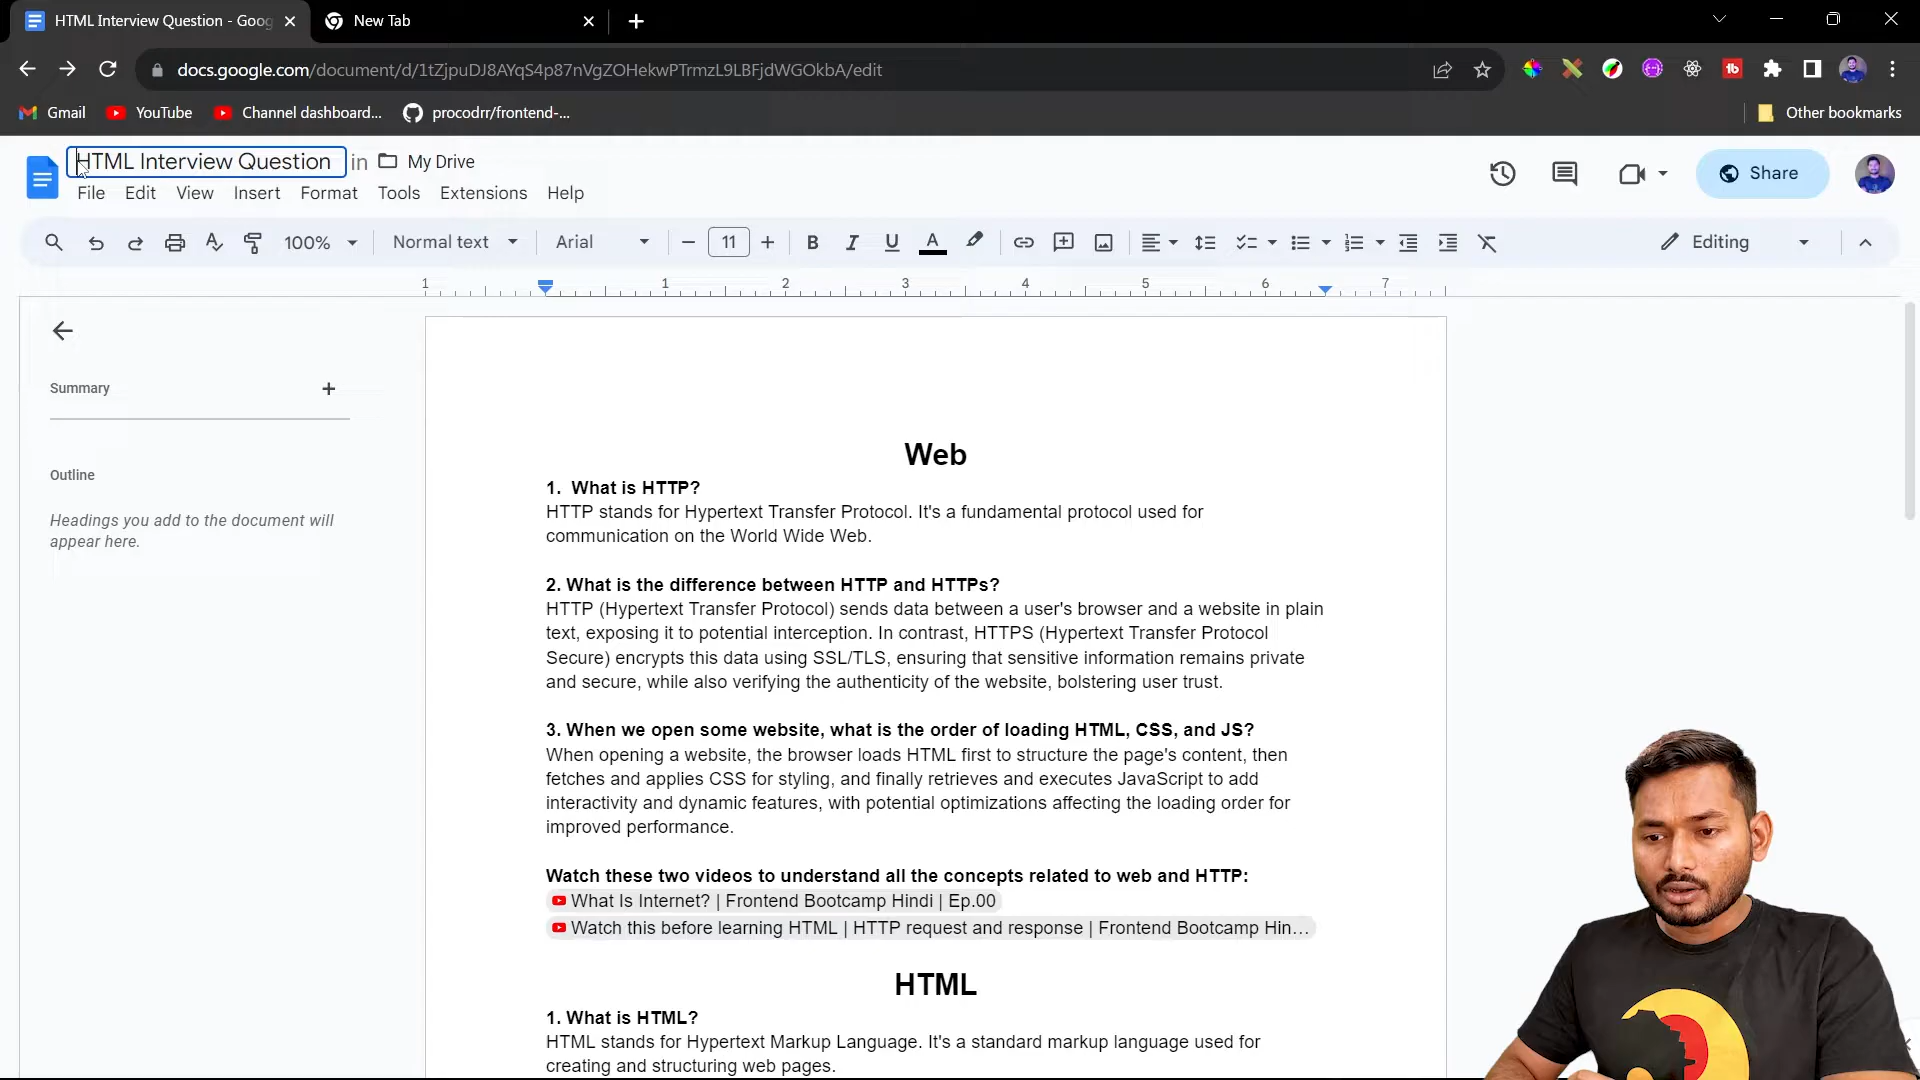 HTML Interview Question - Goog
New Tab
docs.google.com/document/d/1tZjpuDJ8AYqS4p87nVgZOHekwPTrmzL9LBFjdWGOkbA/edit
Gmail
YouTube
Channel dashboard...
procodrr/frontend-...
Other bookmarks
HTML Interview Question in My Drive
File Edit View Insert Format Tools Extensions Help
Share
100% Normal text Arial 11 Editing
1 1 2 3 4 5 6 7
Summary
Outline
Headings you add to the document will
appear here.
Web
1. What is HTTP?
HTTP stands for Hypertext Transfer Protocol. It's a fundamental protocol used for
communication on the World Wide Web.
2. What is the difference between HTTP and HTTPs?
HTTP (Hypertext Transfer Protocol) sends data between a user's browser and a website in plain
text, exposing it to potential interception. In contrast, HTTPS (Hypertext Transfer Protocol
Secure) encrypts this data using SSL/TLS, ensuring that sensitive information remains private
and secure, while also verifying the authenticity of the website, bolstering user trust.
3. When we open some website, what is the order of loading HTML, CSS, and JS?
When opening a website, the browser loads HTML first to structure the page's content, then
fetches and applies CSS for styling, and finally retrieves and executes JavaScript to add
interactivity and dynamic features, with potential optimizations affecting the loading order for
improved performance.
Watch these two videos to understand all the concepts related to web and HTTP:
What Is Internet? | Frontend Bootcamp Hindi | Ep.00
Watch this before learning HTML | HTTP request and response | Frontend Bootcamp Hin...
HTML
1. What is HTML?
HTML stands for Hypertext Markup Language. It's a standard markup language used for
creating and structuring web pages.